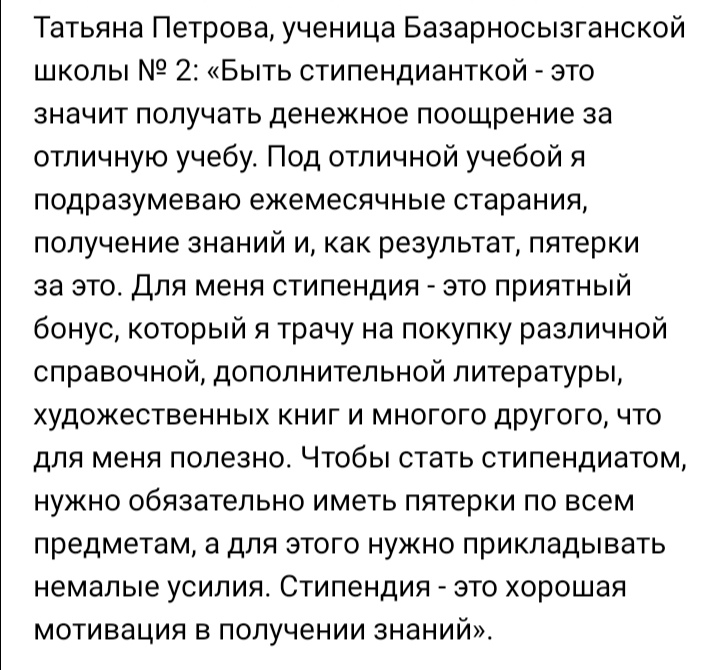 Татьяна Петрова, ученица Базарносызганской
школы № 2: «Быть стипендианткой - это
значит получать денежное поощрение за
отличную учебу. Под отличной учебой я
подразумеваю ежемесячные старания,
получение знаний и, как результат, пятерки
за это. Для меня стипендия - это приятный
бонус, который я трачу на покупку различной
справочной, дополнительной литературы,
художественных книг и многого другого, что
для меня полезно. Чтобы стать стипендиатом,
нужно обязательно иметь пятерки по всем
предметам, а для этого нужно прикладывать
немалые усилия. Стипендия - это хорошая
мотивация в получении знаний».